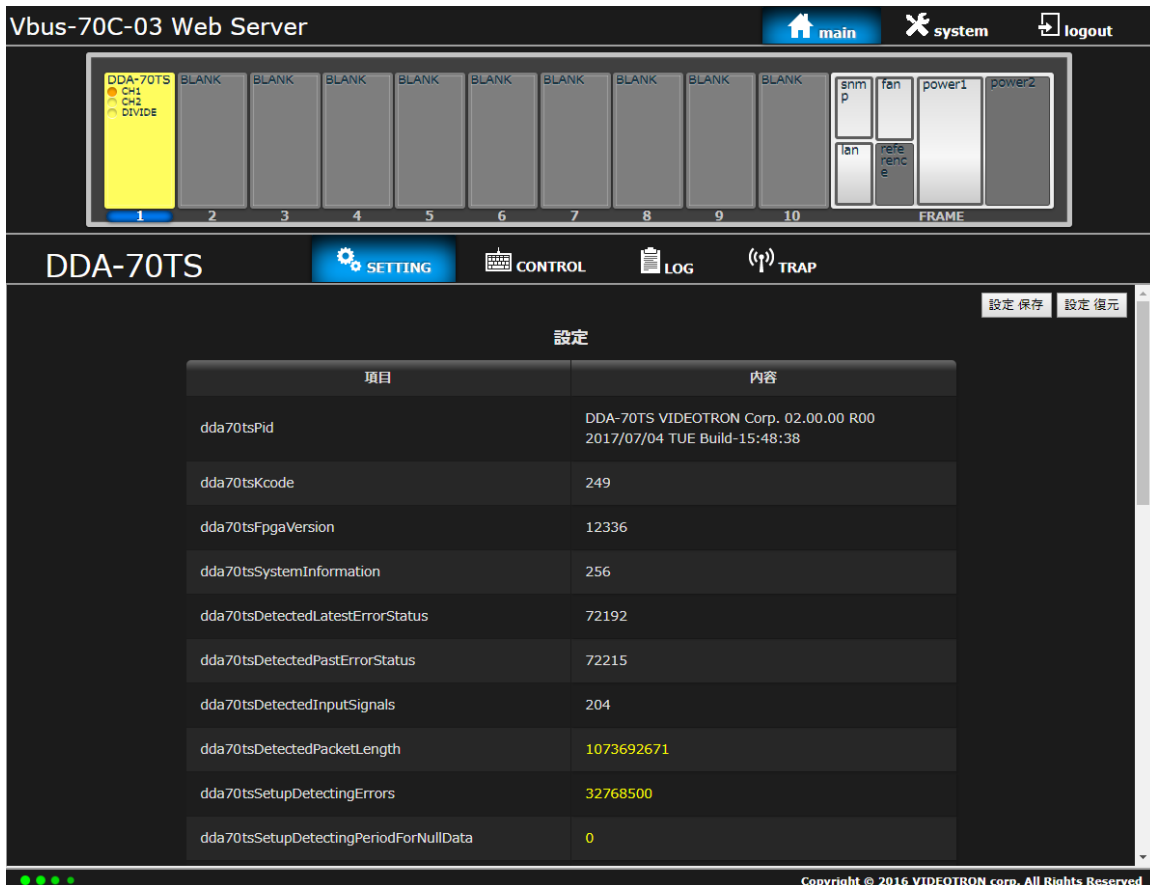 Vbus-70C-03 Web Server
main
system
logout
DDA-70TS
CH1
CH2
DIVIDE
BLANK
BLANK
BLANK
BLANK
BLANK
BLANK
BLANK
BLANK
BLANK
snm
p
fan
power1
power2
lan
refe
renc
e
1
2
3
4
5
6
7
8
9
10
FRAME
DDA-70TS
SETTING
CONTROL
LOG
TRAP
設定 保存
設定 復元
設定
項目
内容
dda70tsPid
DDA-70TS VIDEOTRON Corp. 02.00.00 R00
2017/07/04 TUE Build-15:48:38
dda70tsKcode
249
dda70tsFpgaVersion
12336
dda70tsSystemInformation
256
dda70tsDetectedLatestErrorStatus
72192
dda70tsDetectedPastErrorStatus
72215
dda70tsDetectedInputSignals
204
dda70tsDetectedPacketLength
1073692671
dda70tsSetupDetectingErrors
32768500
dda70tsSetupDetectingPeriodForNullData
0
Copyright © 2016 VIDEOTRON corp. All Rights Reserved